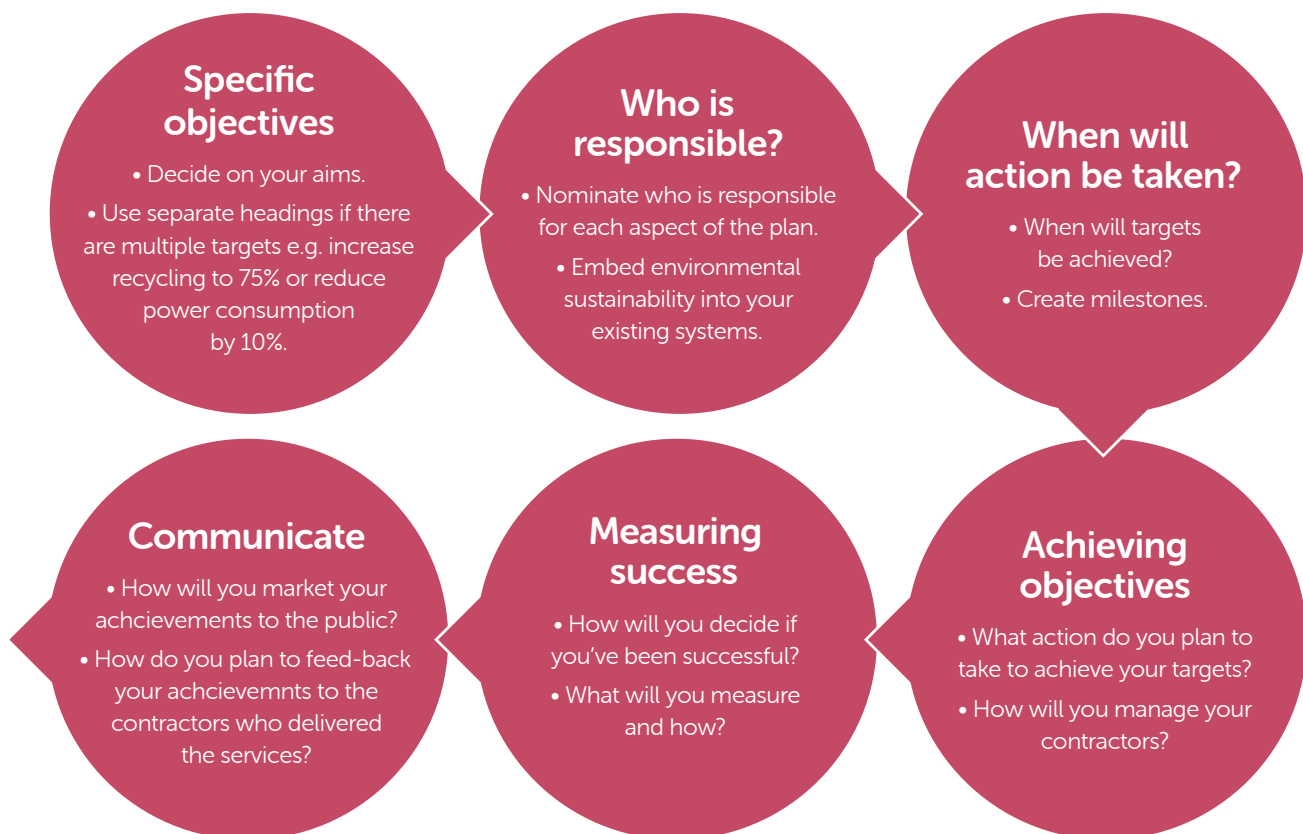 Specific
objectives
• Decide on your aims.
• Use separate headings if there
are multiple targets e.g. increase
recycling to 75% or reduce
power consumption
by 10%.
Who is
responsible?
• Nominate who is responsible
for each aspect of the plan.
• Embed environmental
sustainability into your
existing systems.
When will
action be taken?
• When will targets
be achieved?
• Create milestones.
Achieving
objectives
• What action do you plan to
take to achieve your targets?
• How will you manage your
contractors?
Measuring
success
• How will you decide if
you've been successful?
• What will you measure
and how?
Communicate
• How will you market your
achcievements to the public?
• How do you plan to feed-back
your achcievemnts to the
contractors who delivered
the services?